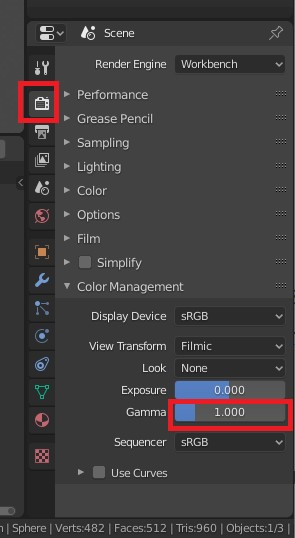 Scene
Render Engine Workbench
Performance
Grease Pencil
Sampling
Lighting
Color
Options
Film
Simplify
Color Management
Display Device sRGB
View Transform Filmic
Look None
Exposure 0.000
Gamma 1.000
Sequencer sRGB
Use Curves
| Sphere | Verts:482 | Faces:512 | Tris:960 | Objects:1/3 |